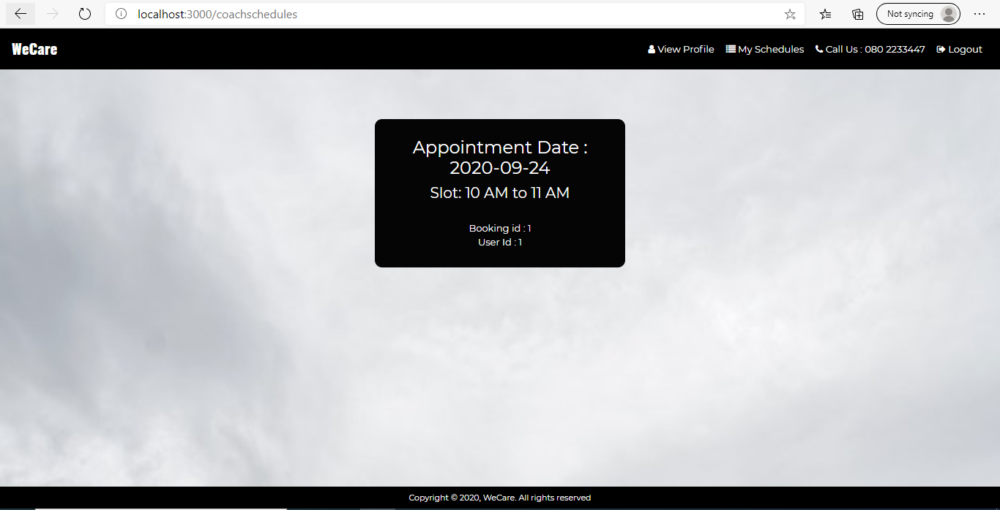 localhost:3000/coachschedules
Not syncing
WeCare
View Profile
My Schedules
Call Us : 080 2233447
Logout
Appointment Date :
2020-09-24
Slot: 10 AM to 11 AM
Booking id : 1
User Id : 1
Copyright © 2020, WeCare. All rights reserved